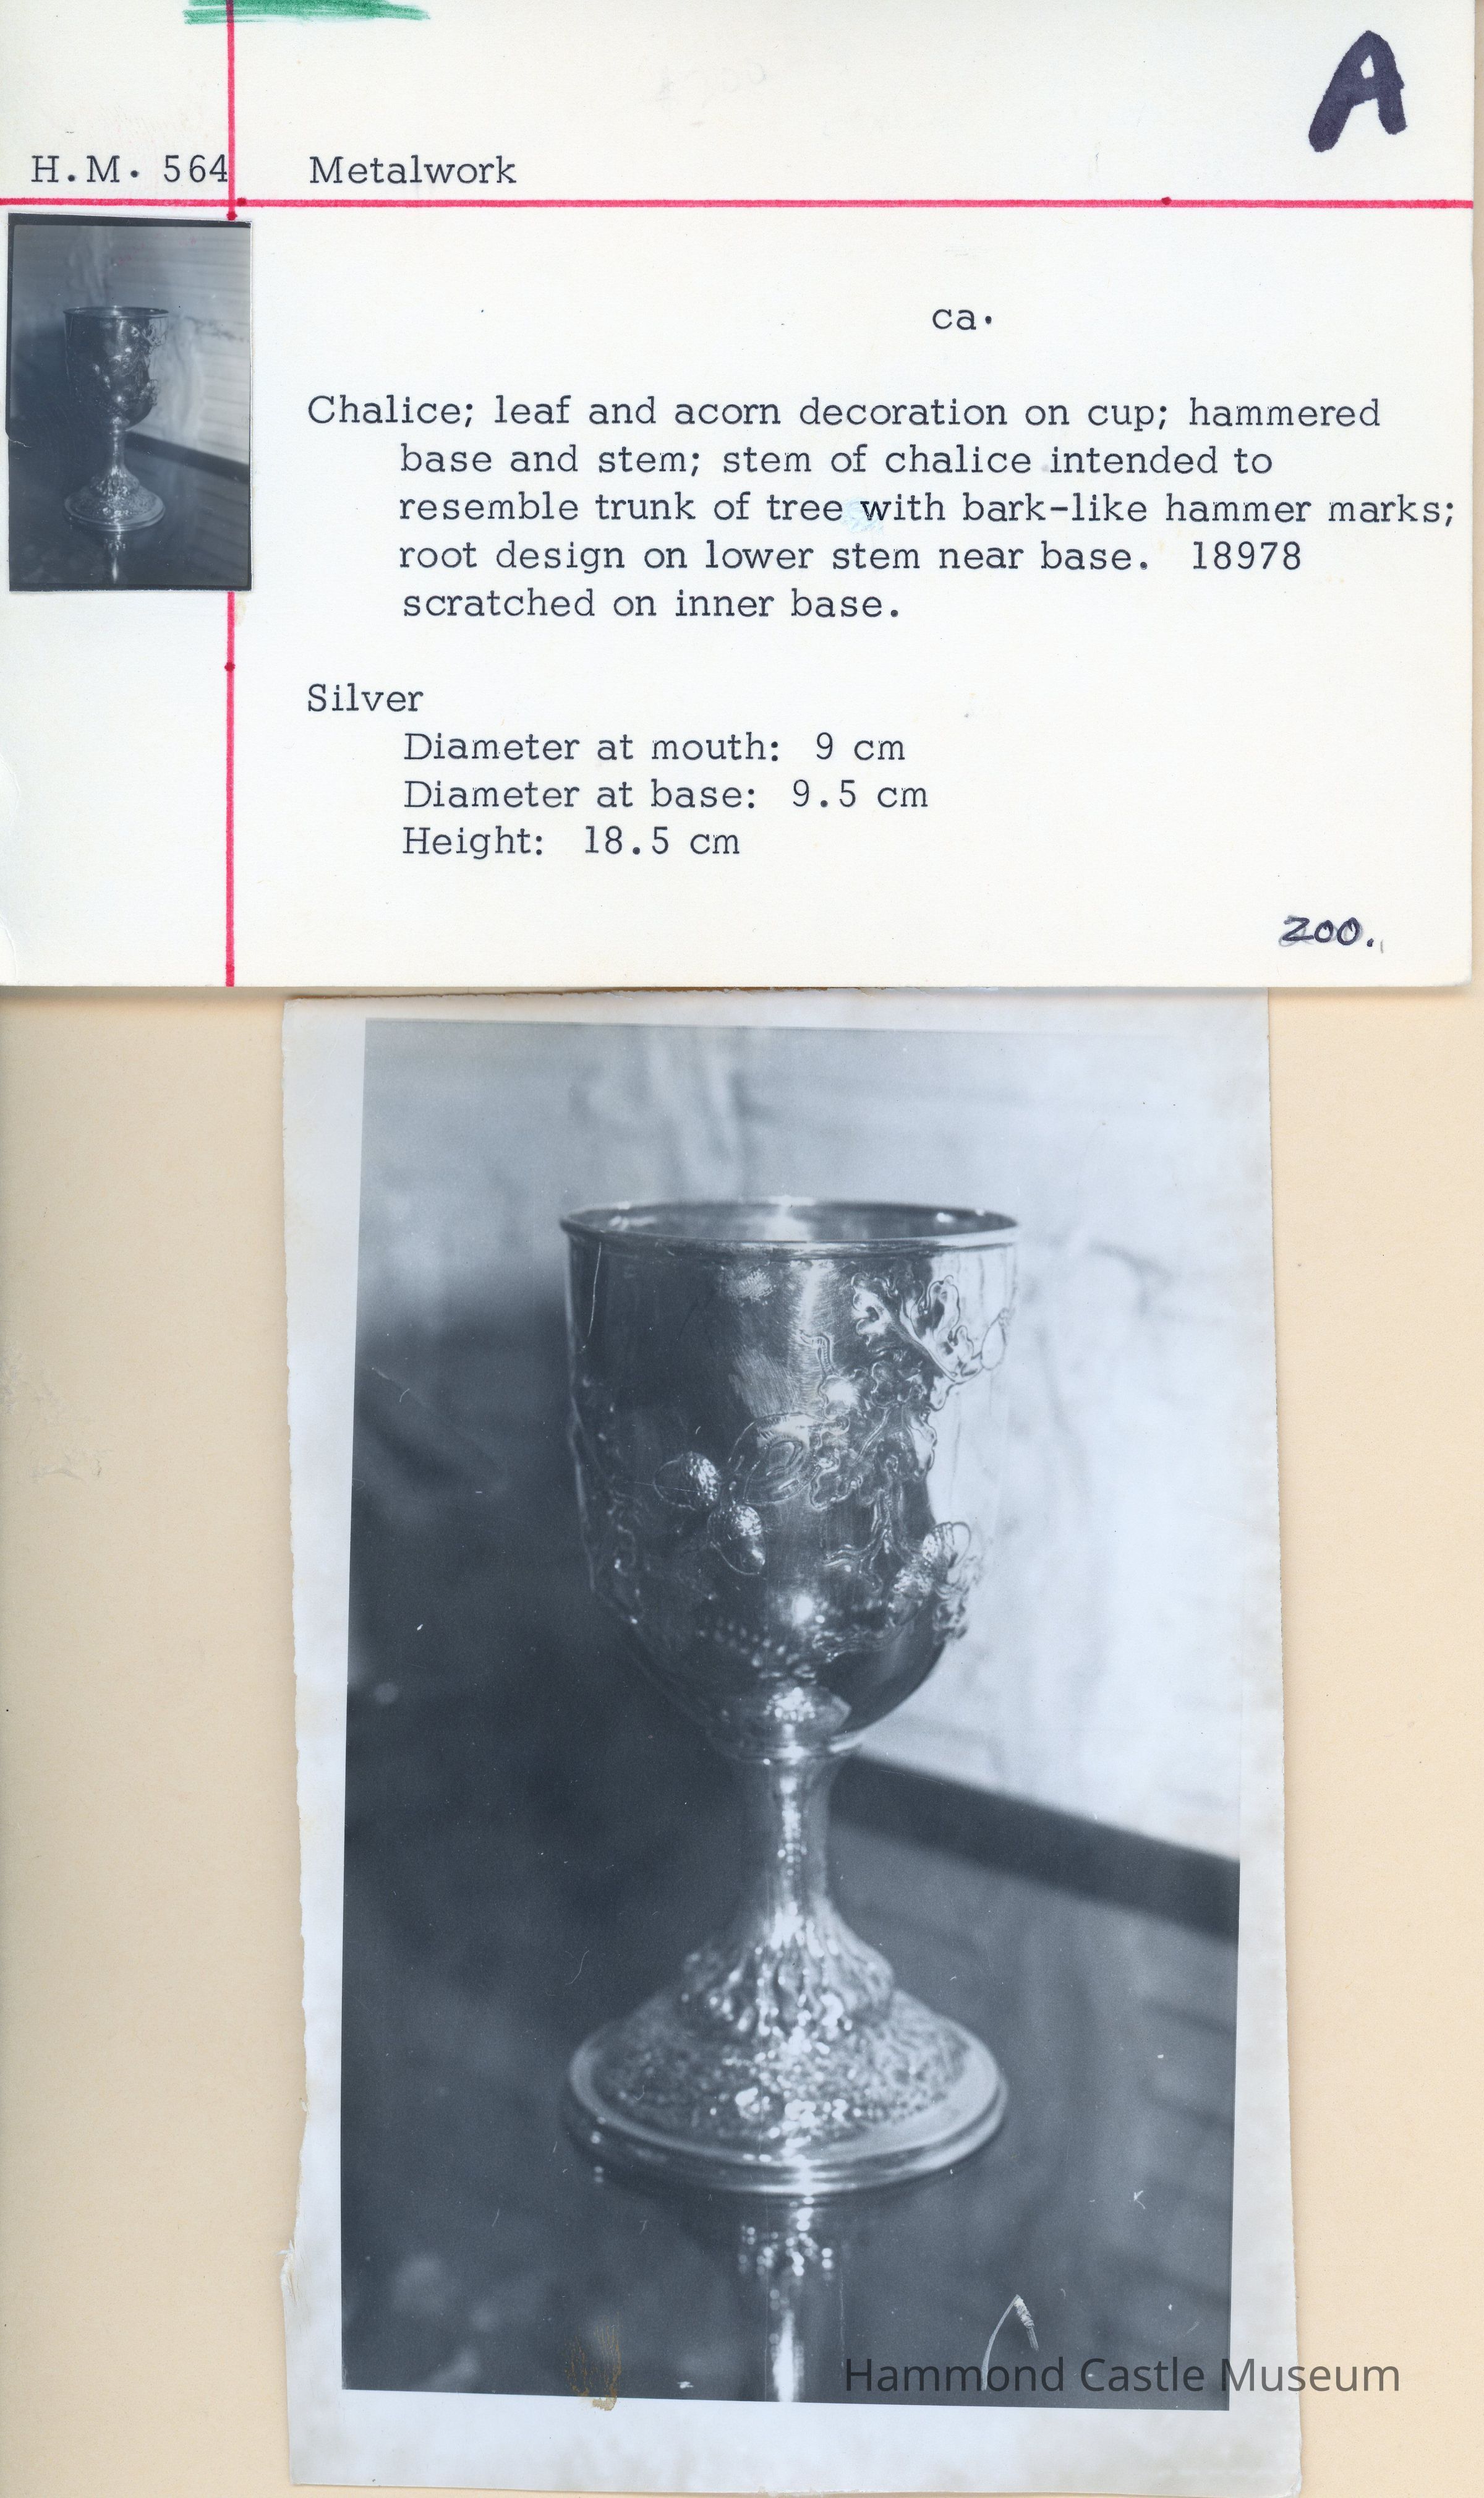 A
H.M. 564 Metalwork
ca.
Chalice; leaf and acorn decoration on cup; hammered
base and stem; stem of chalice intended to
resemble trunk of tree with bark-like hammer marks;
root design on lower stem near base. 18978
scratched on inner base.
Silver
Diameter at mouth: 9 cm
Diameter at base: 9.5 cm
Height: 18.5 cm
200.
Hammond Castle Museum